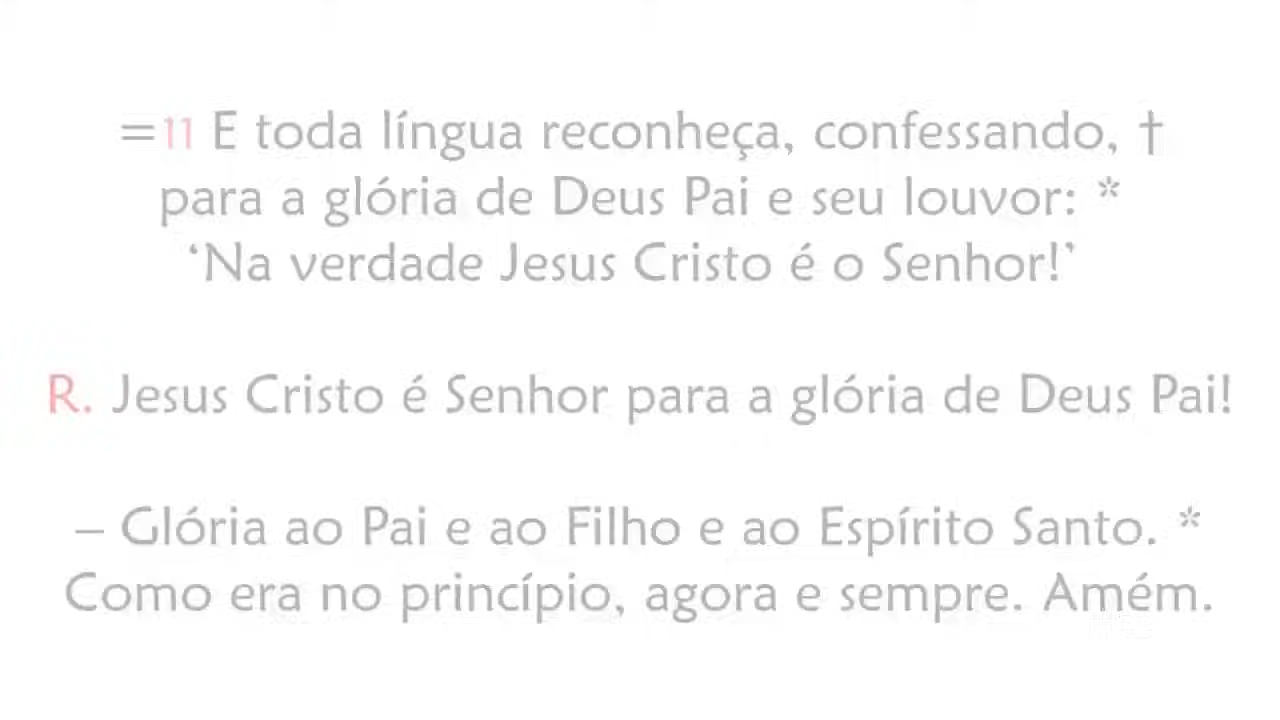 =11 E toda língua reconheça, confessando, †
para a glória de Deus Pai e seu louvor: *
‘Na verdade Jesus Cristo é o Senhor!’
R. Jesus Cristo é Senhor para a glória de Deus Pai!
– Glória ao Pai e ao Filho e ao Espírito Santo. *
Como era no princípio, agora e sempre. Amém.